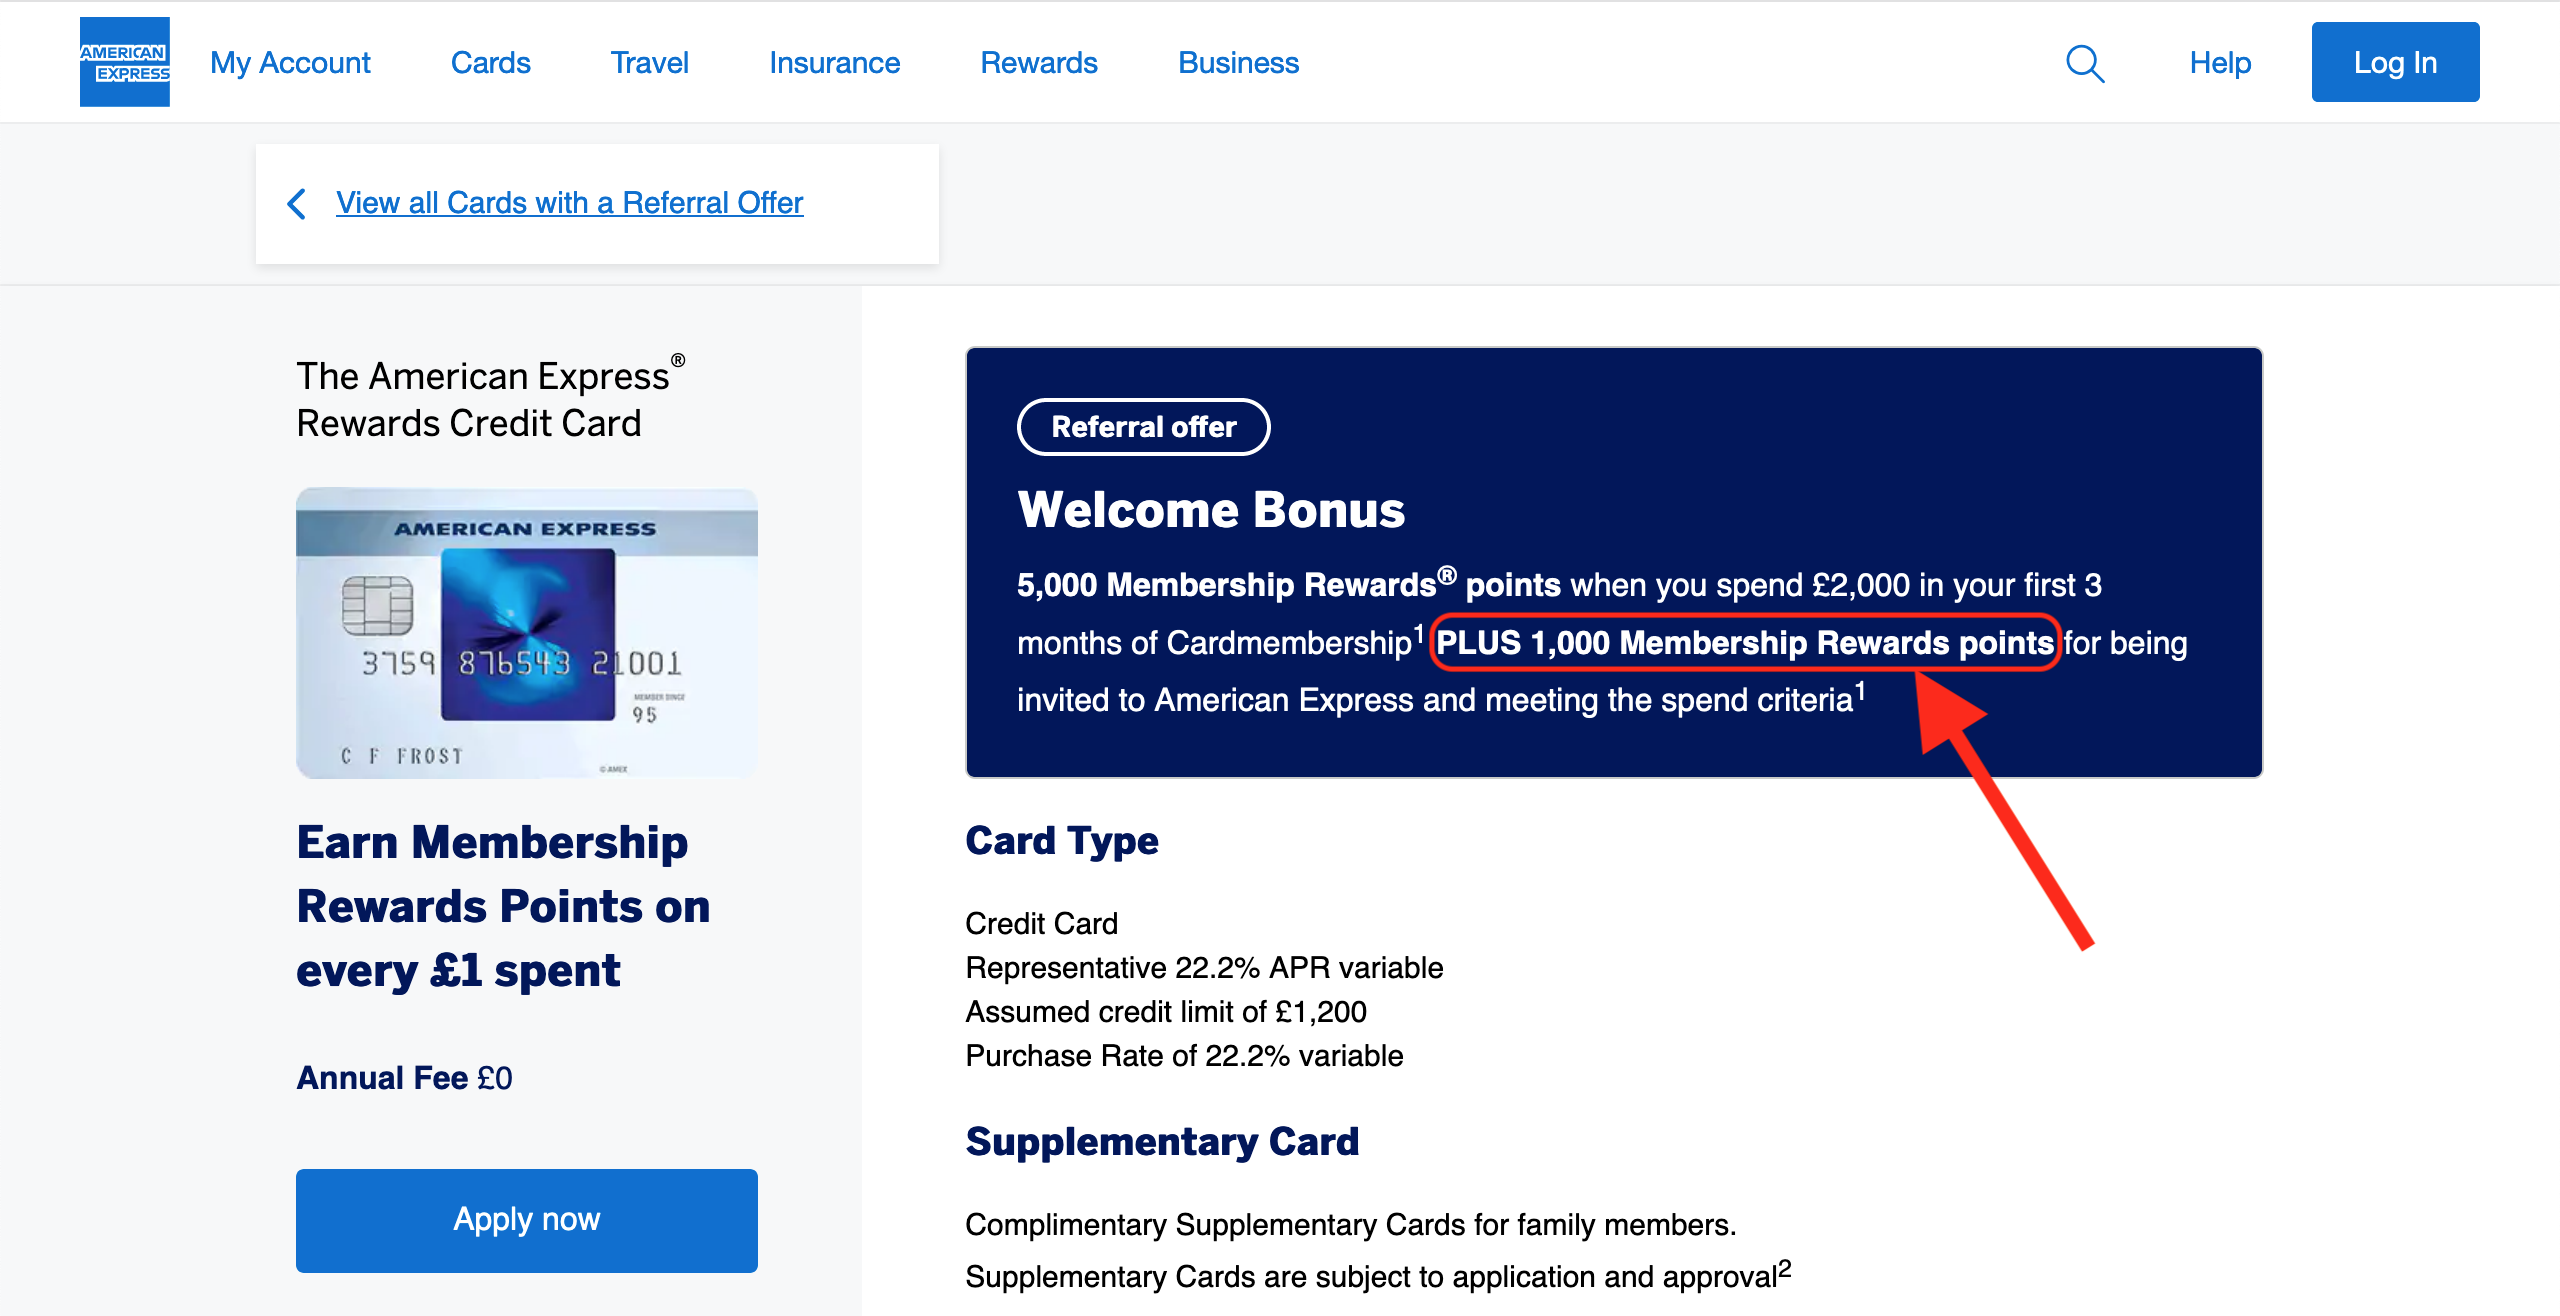 AMERICAN
EXPRESS
My Account
Cards
Travel
Insurance
Rewards
Business
Help
Log In
View all Cards with a Referral Offer
The American Express®
Rewards Credit Card
AMERICAN EXPRESS
3759 876543 21001
MEMBER SINCE
95
C F FROST
© AMEX
Earn Membership
Rewards Points on
every £1 spent
Annual Fee £0
Apply now
Referral offer
Welcome Bonus
5,000 Membership Rewards® points when you spend £2,000 in your first 3
months of Cardmembership¹ PLUS 1,000 Membership Rewards points for being
invited to American Express and meeting the spend criteria¹
Card Type
Credit Card
Representative 22.2% APR variable
Assumed credit limit of £1,200
Purchase Rate of 22.2% variable
Supplementary Card
Complimentary Supplementary Cards for family members.
Supplementary Cards are subject to application and approval²